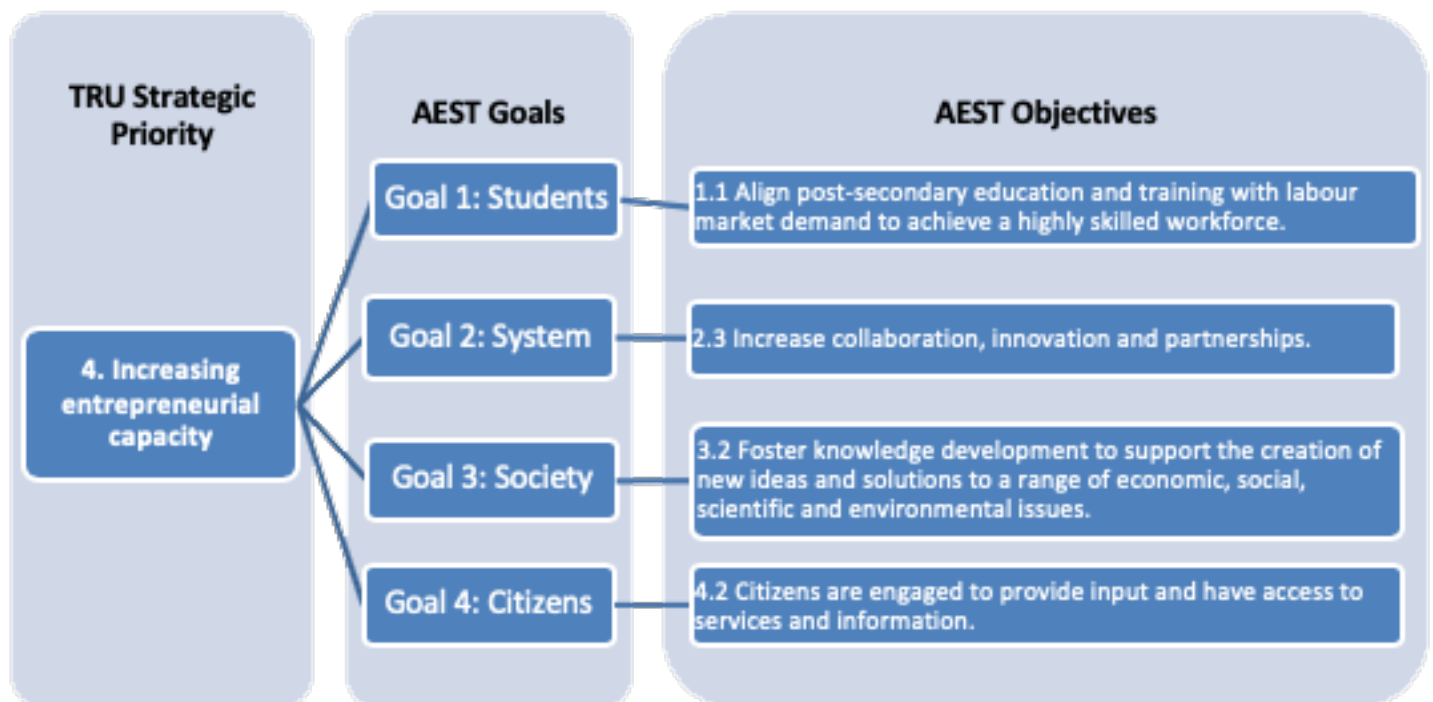 TRU Strategic
Priority
AEST Goals
AEST Objectives
4. Increasing
entrepreneurial
capacity
Goal 1: Students
1.1 Align post-secondary education and training with labour
market demand to achieve a highly skilled workforce.
Goal 2: System
2.3 Increase collaboration, innovation and partnerships.
Goal 3: Society
3.2 Foster knowledge development to support the creation of
new ideas and solutions to a range of economic, social,
scientific and environmental issues.
Goal 4: Citizens
4.2 Citizens are engaged to provide input and have access to
services and information.